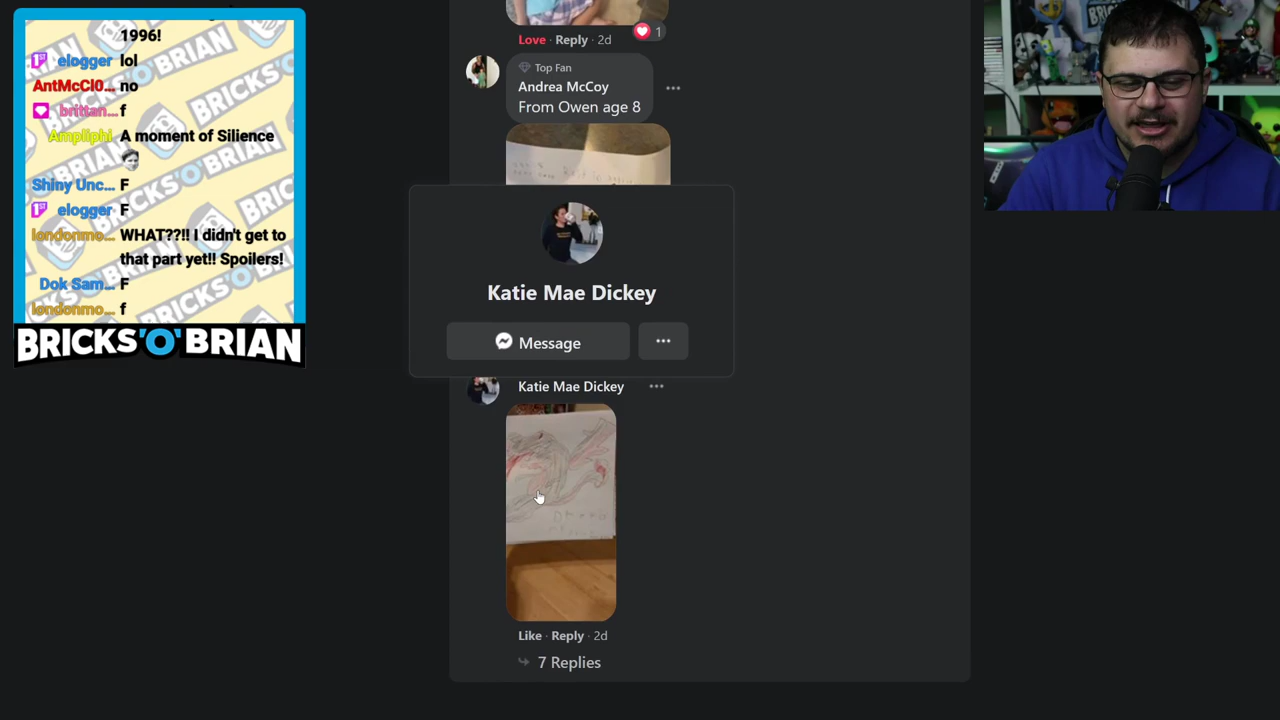 1996!
elogger lol
AntMcCl0... no
brittan... f
Ampliphi A moment of Silience
Shiny Unc... F
elogger F
londonmo... WHAT??!! I didn't get to
that part yet!! Spoilers!
Dok Sam... F
londonmo... f
BRICKS'O'BRIAN
Love · Reply · 2d
1
Top Fan
Andrea McCoy
From Owen age 8
Katie Mae Dickey
Message
Katie Mae Dickey
Like · Reply · 2d
7 Replies